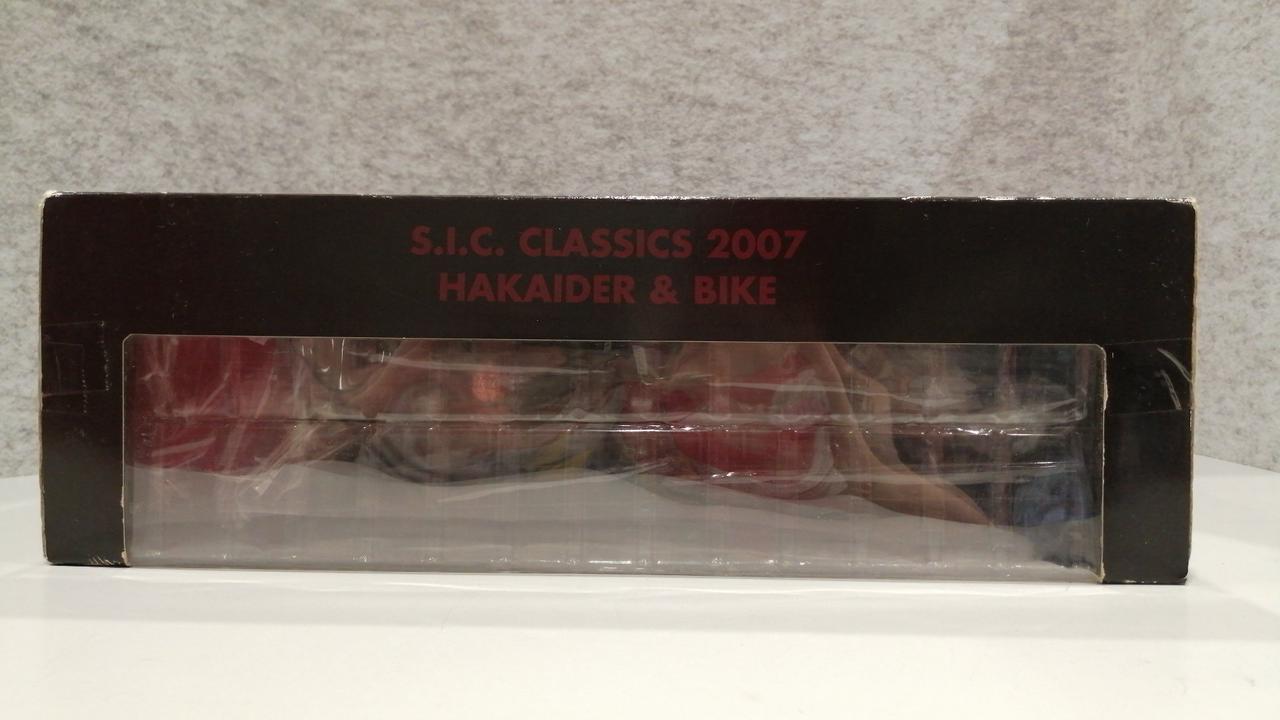 S.I.C. CLASSICS 2007
HAKAIDER & BIKE